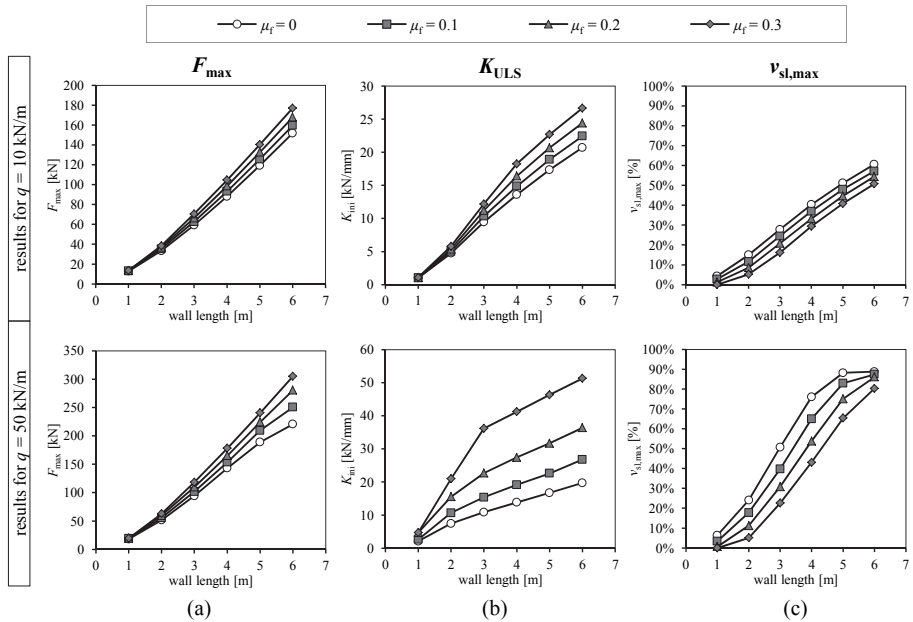 μf = 0 μf = 0.1 μf = 0.2 μf = 0.3
Fmax KULS vsl,max
results for q = 10 kN/m
Fmax [kN]
200
180
160
140
120
100
80
60
40
20
0
0 1 2 3 4 5 6 7
wall length [m]
Kini [kN/mm]
30
25
20
15
10
5
0
0 1 2 3 4 5 6 7
wall length [m]
vsl,max [%]
100%
90%
80%
70%
60%
50%
40%
30%
20%
10%
0%
0 1 2 3 4 5 6 7
wall length [m]
results for q = 50 kN/m
Fmax [kN]
350
300
250
200
150
100
50
0
0 1 2 3 4 5 6 7
wall length [m]
Kini [kN/mm]
60
50
40
30
20
10
0
0 1 2 3 4 5 6 7
wall length [m]
vsl,max [%]
100%
90%
80%
70%
60%
50%
40%
30%
20%
10%
0%
0 1 2 3 4 5 6 7
wall length [m]
(a) (b) (c)